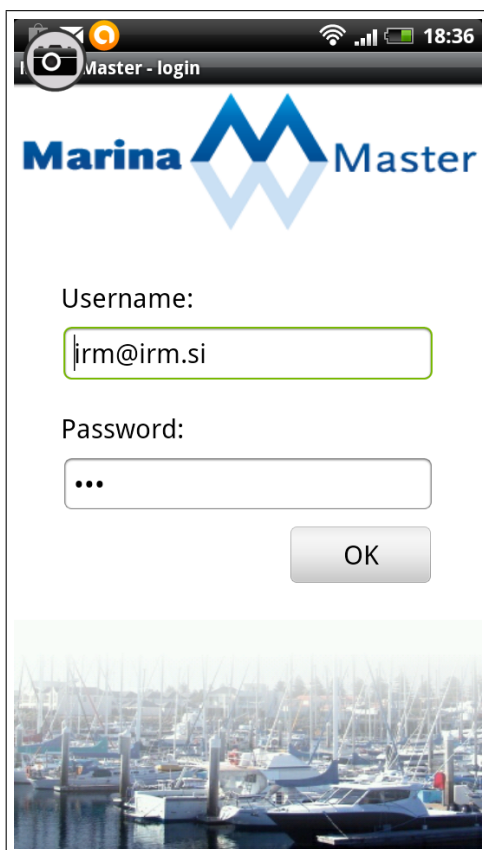 18:36
Master - login
Marina Master
Username:
irm@irm.si
Password:
•••
OK